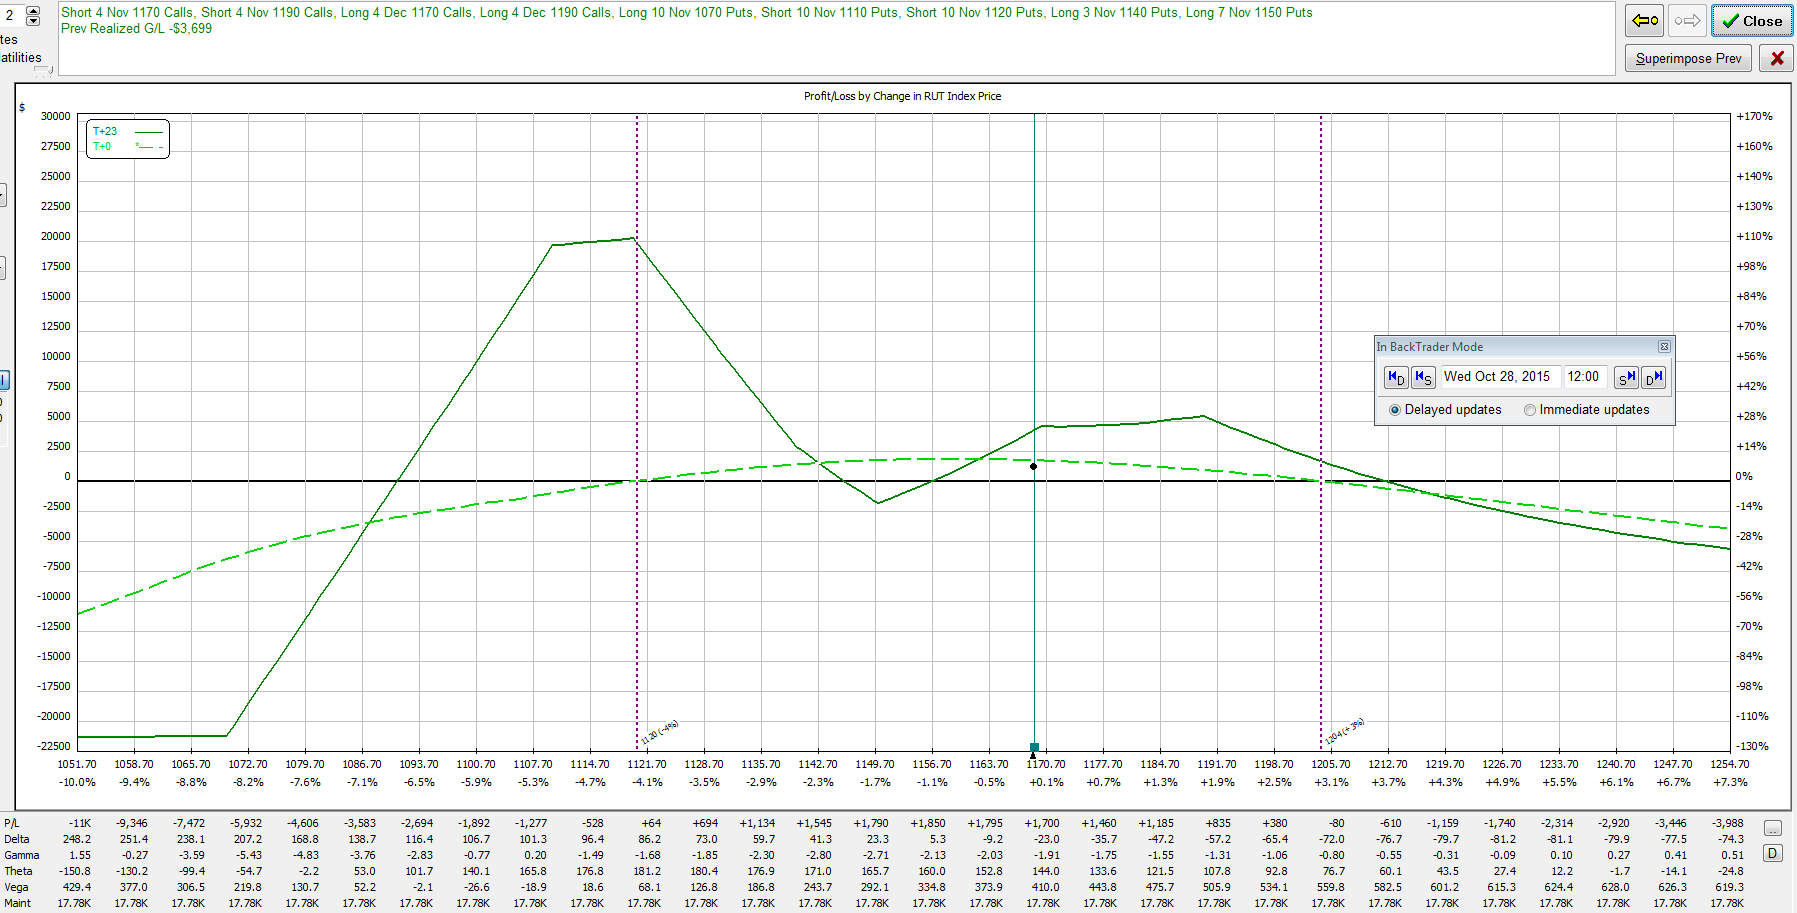 2
Short 4 Nov 1170 Calls, Short 4 Nov 1190 Calls, Long 4 Dec 1170 Calls, Long 4 Dec 1190 Calls, Long 10 Nov 1070 Puts, Short 10 Nov 1110 Puts, Short 10 Nov 1120 Puts, Long 3 Nov 1140 Puts, Long 7 Nov 1150 Puts
Prev Realized G/L -$3,699
tes
latilities
Close
Superimpose Prev
Profit/Loss by Change in RUT Index Price
$
T+23
T+0
30000 +170%
27500 +160%
25000 +140%
22500 +130%
20000 +110%
17500 +98%
15000 +84%
12500 +70%
10000 +56%
7500 +42%
5000 +28%
2500 +14%
0 0%
-2500 -14%
-5000 -28%
-7500 -42%
-10000 -56%
-12500 -70%
-15000 -84%
-17500 -98%
-20000 -110%
-22500 -130%
In BackTrader Mode
D S Wed Oct 28, 2015 12:00 S D
Delayed updates Immediate updates
1120 (-4%)
1204 (+3%)
1051.70 1058.70 1065.70 1072.70 1079.70 1086.70 1093.70 1100.70 1107.70 1114.70 1121.70 1128.70 1135.70 1142.70 1149.70 1156.70 1163.70 1170.70 1177.70 1184.70 1191.70 1198.70 1205.70 1212.70 1219.70 1226.70 1233.70 1240.70 1247.70 1254.70
-10.0% -9.4% -8.8% -8.2% -7.6% -7.1% -6.5% -5.9% -5.3% -4.7% -4.1% -3.5% -2.9% -2.3% -1.7% -1.1% -0.5% +0.1% +0.7% +1.3% +1.9% +2.5% +3.1% +3.7% +4.3% +4.9% +5.5% +6.1% +6.7% +7.3%
P/L -11K -9,346 -7,472 -5,932 -4,606 -3,583 -2,694 -1,892 -1,277 -528 +64 +694 +1,134 +1,545 +1,790 +1,850 +1,795 +1,700 +1,460 +1,185 +835 +380 -80 -610 -1,159 -1,740 -2,314 -2,920 -3,446 -3,988 ...
Delta 248.2 251.4 238.1 207.2 168.8 138.7 116.4 106.7 101.3 96.4 86.2 73.0 59.7 41.3 23.3 5.3 -9.2 -23.0 -35.7 -47.2 -57.2 -65.4 -72.0 -76.7 -79.7 -81.2 -81.1 -79.9 -77.5 -74.3
Gamma 1.55 -0.27 -3.59 -5.43 -4.83 -3.76 -2.83 -0.77 0.20 -1.49 -1.68 -1.85 -2.30 -2.80 -2.71 -2.13 -2.03 -1.91 -1.75 -1.55 -1.31 -1.06 -0.80 -0.55 -0.31 -0.09 0.10 0.27 0.41 0.51 D
Theta -150.8 -130.2 -99.4 -54.7 -2.2 53.0 101.7 140.1 165.8 176.8 181.2 180.4 176.9 171.0 165.7 160.0 152.8 144.0 133.6 121.5 107.8 92.8 76.7 60.1 43.5 27.4 12.2 -1.7 -14.1 -24.8
Vega 429.4 377.0 306.5 219.8 130.7 52.2 -2.1 -26.6 -18.9 18.6 68.1 126.8 186.8 243.7 292.1 334.8 373.9 410.0 443.8 475.7 505.9 534.1 559.8 582.5 601.2 615.3 624.4 628.0 626.3 619.3
Maint 17.78K 17.78K 17.78K 17.78K 17.78K 17.78K 17.78K 17.78K 17.78K 17.78K 17.78K 17.78K 17.78K 17.78K 17.78K 17.78K 17.78K 17.78K 17.78K 17.78K 17.78K 17.78K 17.78K 17.78K 17.78K 17.78K 17.78K 17.78K 17.78K 17.78K